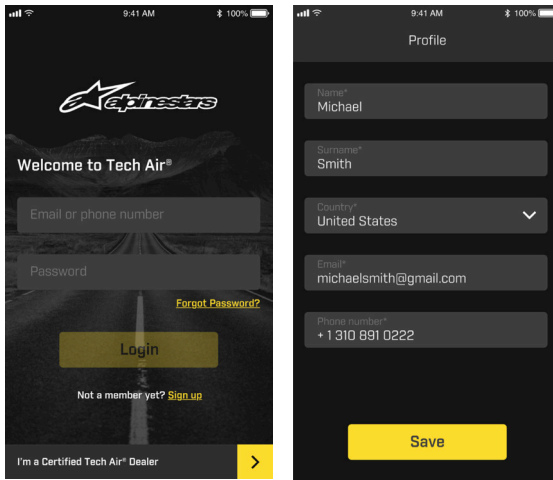 9:41 AM
100%
alpinestars
Welcome to Tech Air®
Email or phone number
Password
Forgot Password?
Login
Not a member yet? Sign up
I'm a Certified Tech Air® Dealer
9:41 AM
100%
Profile
Name*
Michael
Surname*
Smith
Country*
United States
Email*
michaelsmith@gmail.com
Phone number*
+ 1 310 891 0222
Save